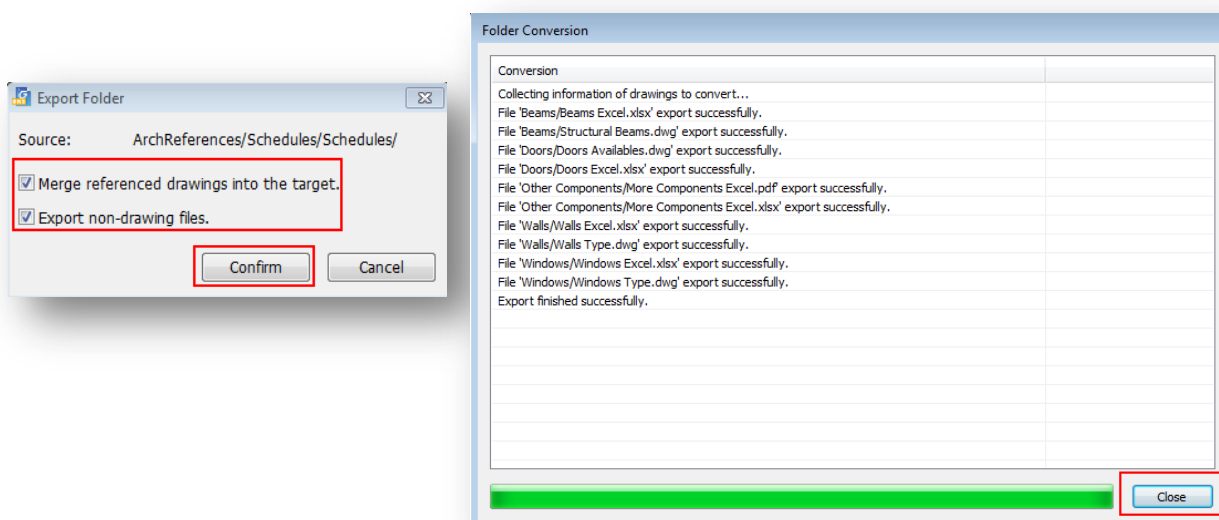 Export Folder
Source: ArchReferences/Schedules/Schedules/
Merge referenced drawings into the target.
Export non-drawing files.
Confirm Cancel
Folder Conversion
Conversion
Collecting information of drawings to convert...
File 'Beams/Beams Excel.xlsx' export successfully.
File 'Beams/Structural Beams.dwg' export successfully.
File 'Doors/Doors Availables.dwg' export successfully.
File 'Doors/Doors Excel.xlsx' export successfully.
File 'Other Components/More Components Excel.pdf' export successfully.
File 'Other Components/More Components Excel.xlsx' export successfully.
File 'Walls/Walls Excel.xlsx' export successfully.
File 'Walls/Walls Type.dwg' export successfully.
File 'Windows/Windows Excel.xlsx' export successfully.
File 'Windows/Windows Type.dwg' export successfully.
Export finished successfully.
Close